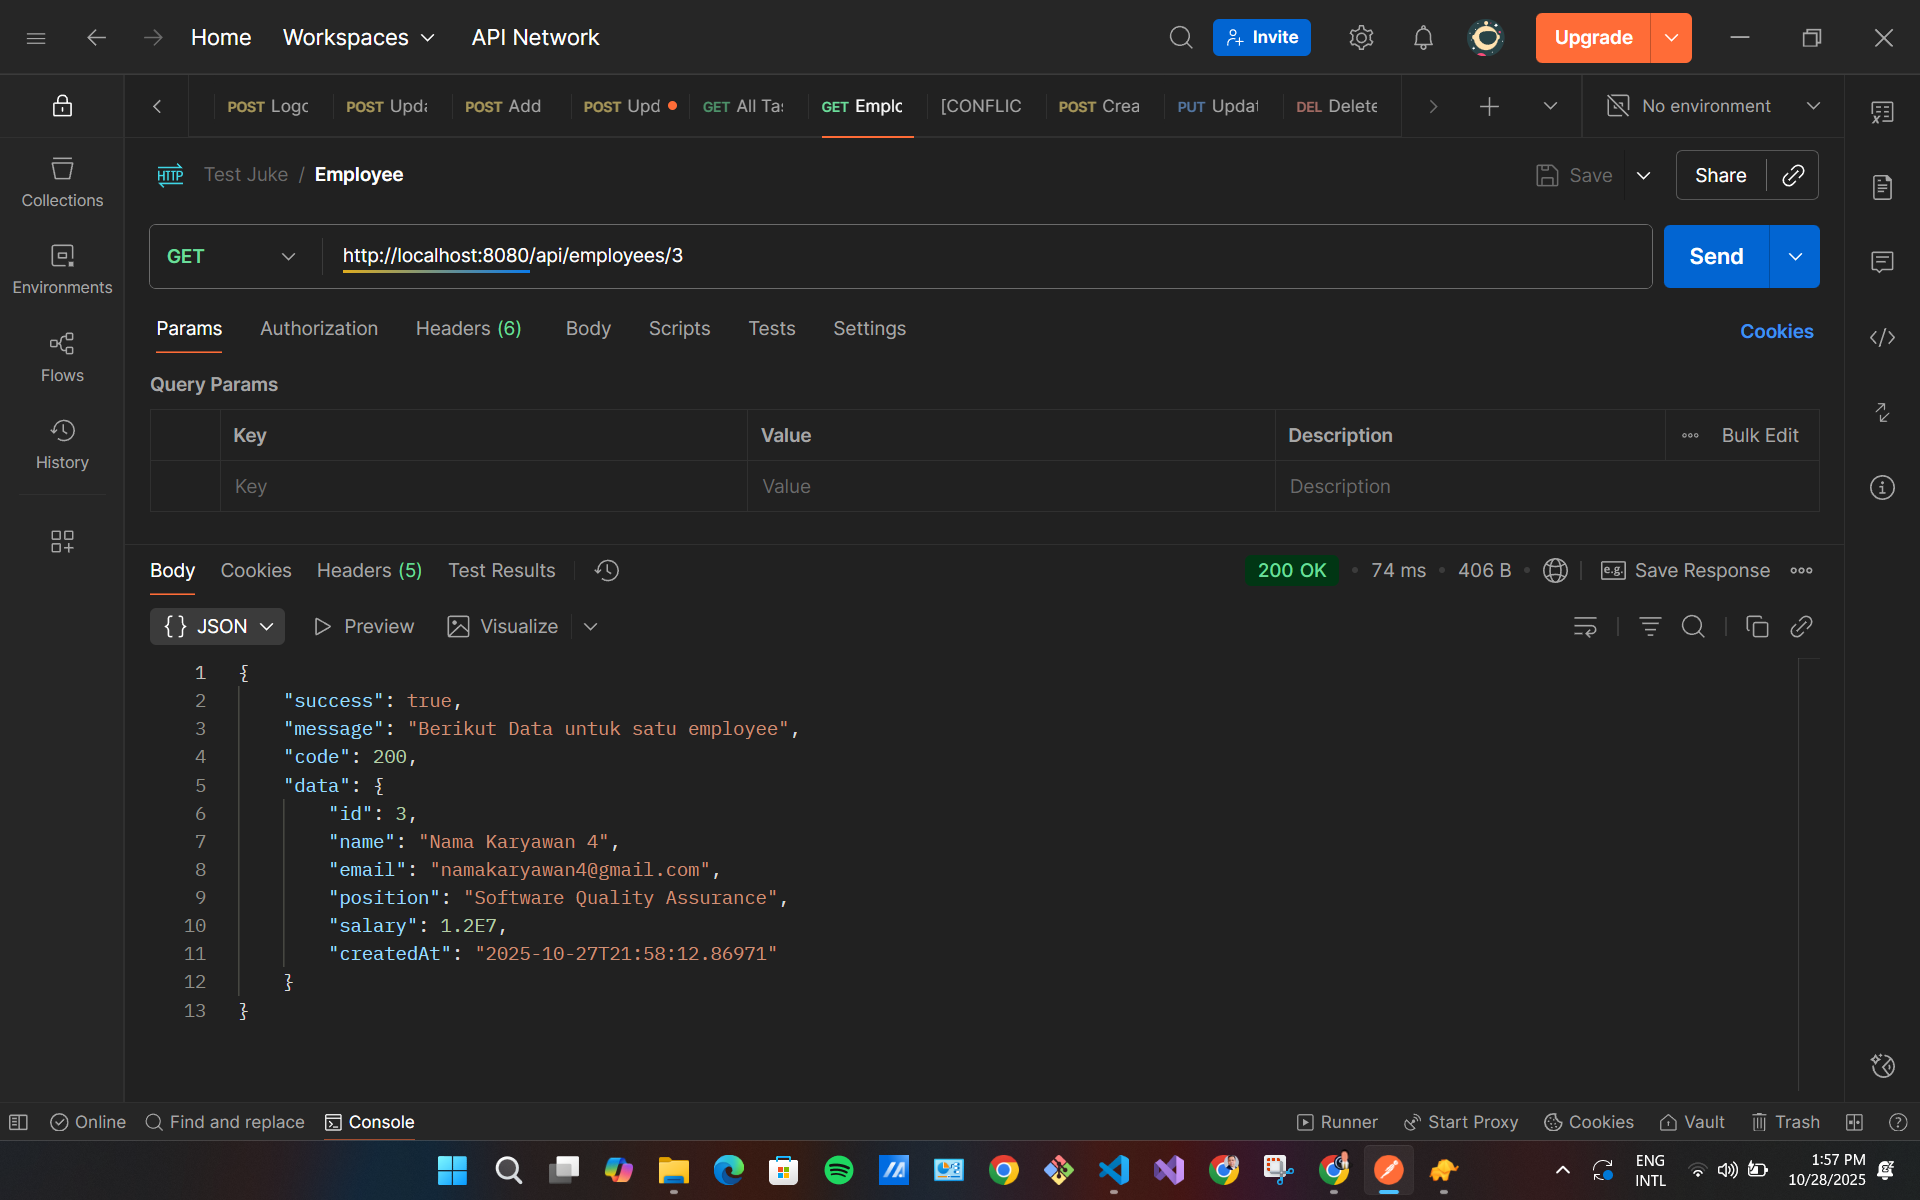 Home Workspaces API Network Invite Upgrade
POST Logc POST Upda POST Add POST Upd GET All Ta: GET Emplc [CONFLIC POST Crea PUT Updat DEL Delete No environment
HTTP Test Juke / Employee Save Share
Collections
Environments
Flows
History
GET http://localhost:8080/api/employees/3 Send
Params Authorization Headers (6) Body Scripts Tests Settings Cookies
Query Params
Key Value Description Bulk Edit
Key Value Description
Body Cookies Headers (5) Test Results 200 OK • 74 ms • 406 B • e.g. Save Response
{} JSON Preview Visualize
1 {
2 "success": true,
3 "message": "Berikut Data untuk satu employee",
4 "code": 200,
5 "data": {
6 "id": 3,
7 "name": "Nama Karyawan 4",
8 "email": "namakaryawan4@gmail.com",
9 "position": "Software Quality Assurance",
10 "salary": 1.2E7,
11 "createdAt": "2025-10-27T21:58:12.86971"
12 }
13 }
Online Find and replace Console Runner Start Proxy Cookies Vault Trash
ENG
INTL
1:57 PM
10/28/2025